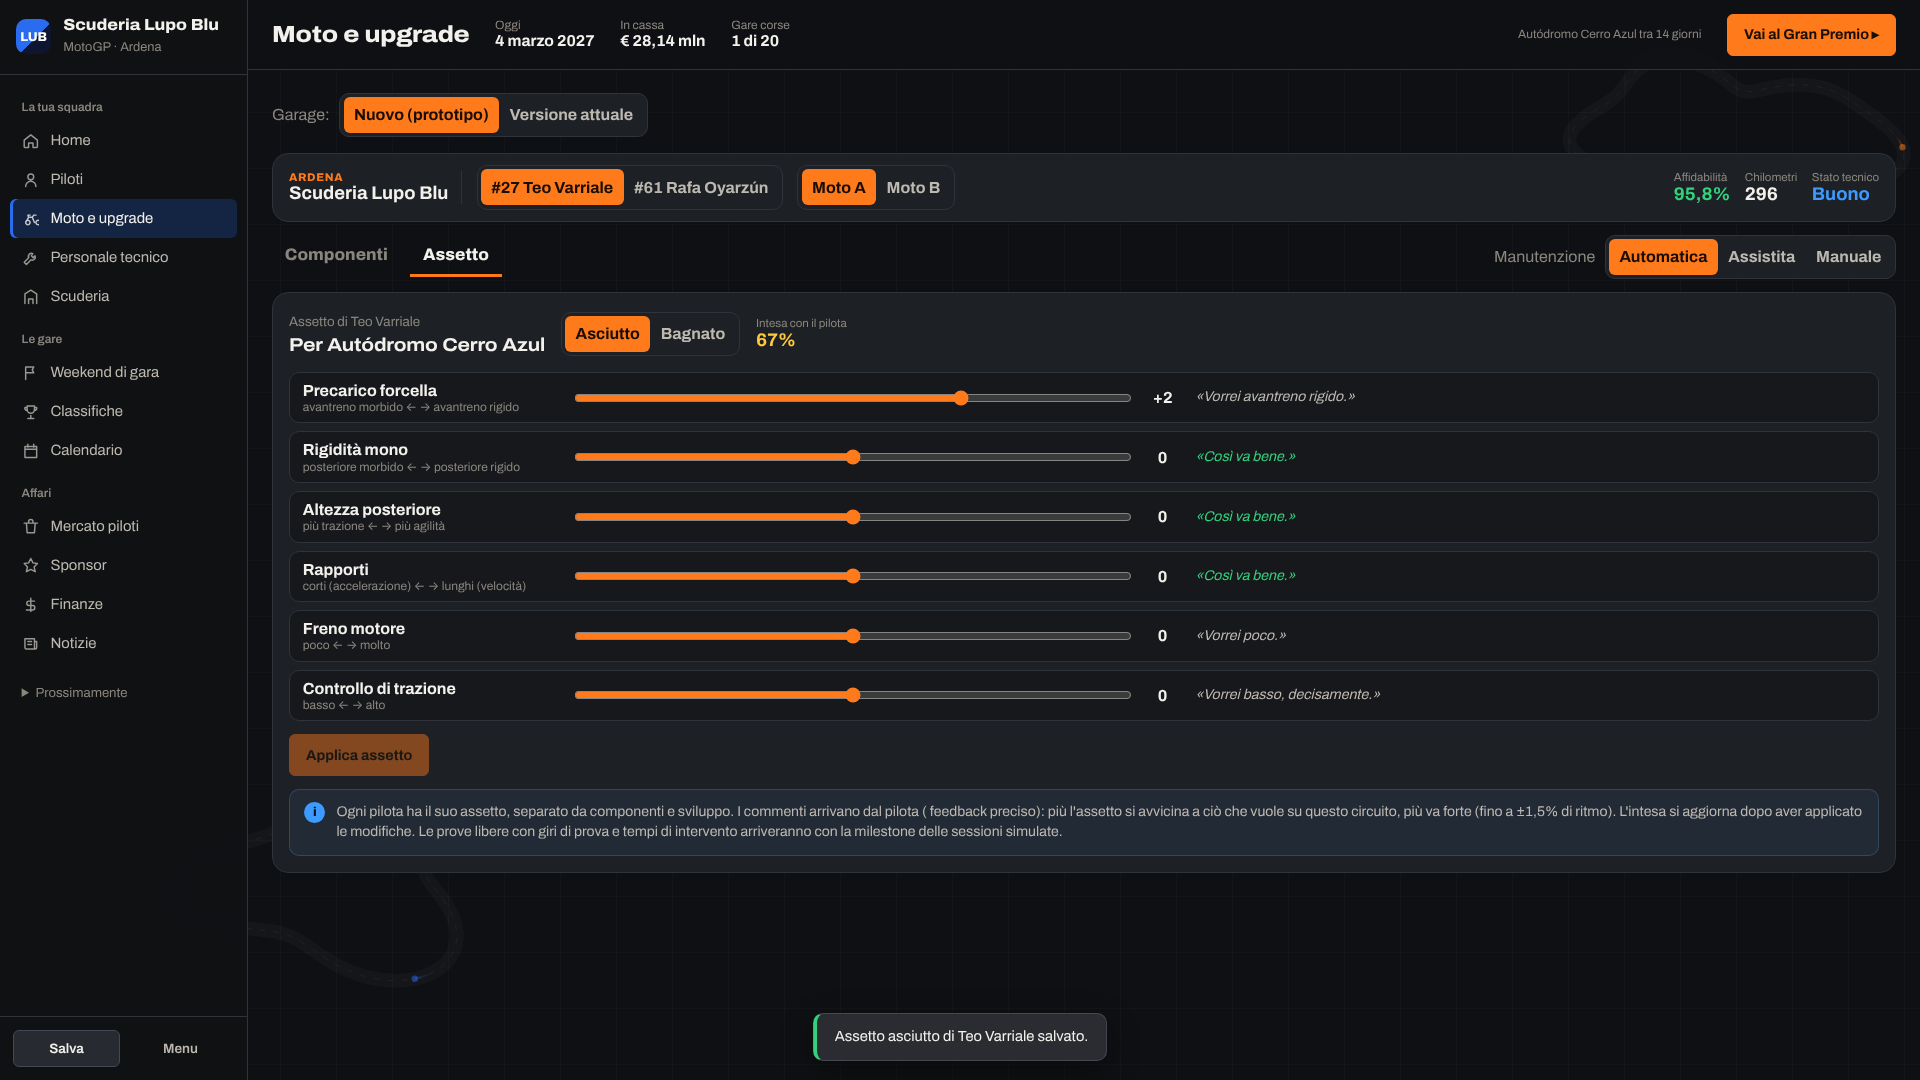 LUB
Scuderia Lupo Blu
MotoGP · Ardena
La tua squadra
Home
Piloti
Moto e upgrade
Personale tecnico
Scuderia
Le gare
Weekend di gara
Classifiche
Calendario
Affari
Mercato piloti
Sponsor
Finanze
Notizie
▶ Prossimamente
Salva
Menu
Moto e upgrade
Oggi
4 marzo 2027
In cassa
€ 28,14 mln
Gare corse
1 di 20
Autódromo Cerro Azul tra 14 giorni
Vai al Gran Premio ▸
Garage:
Nuovo (prototipo)
Versione attuale
ARDENA
Scuderia Lupo Blu
#27 Teo Varriale
#61 Rafa Oyarzún
Moto A
Moto B
Affidabilità
95,8%
Chilometri
296
Stato tecnico
Buono
Componenti
Assetto
Manutenzione
Automatica
Assistita
Manuale
Assetto di Teo Varriale
Per Autódromo Cerro Azul
Asciutto
Bagnato
Intesa con il pilota
67%
Precarico forcella
avantreno morbido ← → avantreno rigido
+2
«Vorrei avantreno rigido.»
Rigidità mono
posteriore morbido ← → posteriore rigido
0
«Così va bene.»
Altezza posteriore
più trazione ← → più agilità
0
«Così va bene.»
Rapporti
corti (accelerazione) ← → lunghi (velocità)
0
«Così va bene.»
Freno motore
poco ← → molto
0
«Vorrei poco.»
Controllo di trazione
basso ← → alto
0
«Vorrei basso, decisamente.»
Applica assetto
i
Ogni pilota ha il suo assetto, separato da componenti e sviluppo. I commenti arrivano dal pilota ( feedback preciso): più l'assetto si avvicina a ciò che vuole su questo circuito, più va forte (fino a ±1,5% di ritmo). L'intesa si aggiorna dopo aver applicato
le modifiche. Le prove libere con giri di prova e tempi di intervento arriveranno con la milestone delle sessioni simulate.
Assetto asciutto di Teo Varriale salvato.